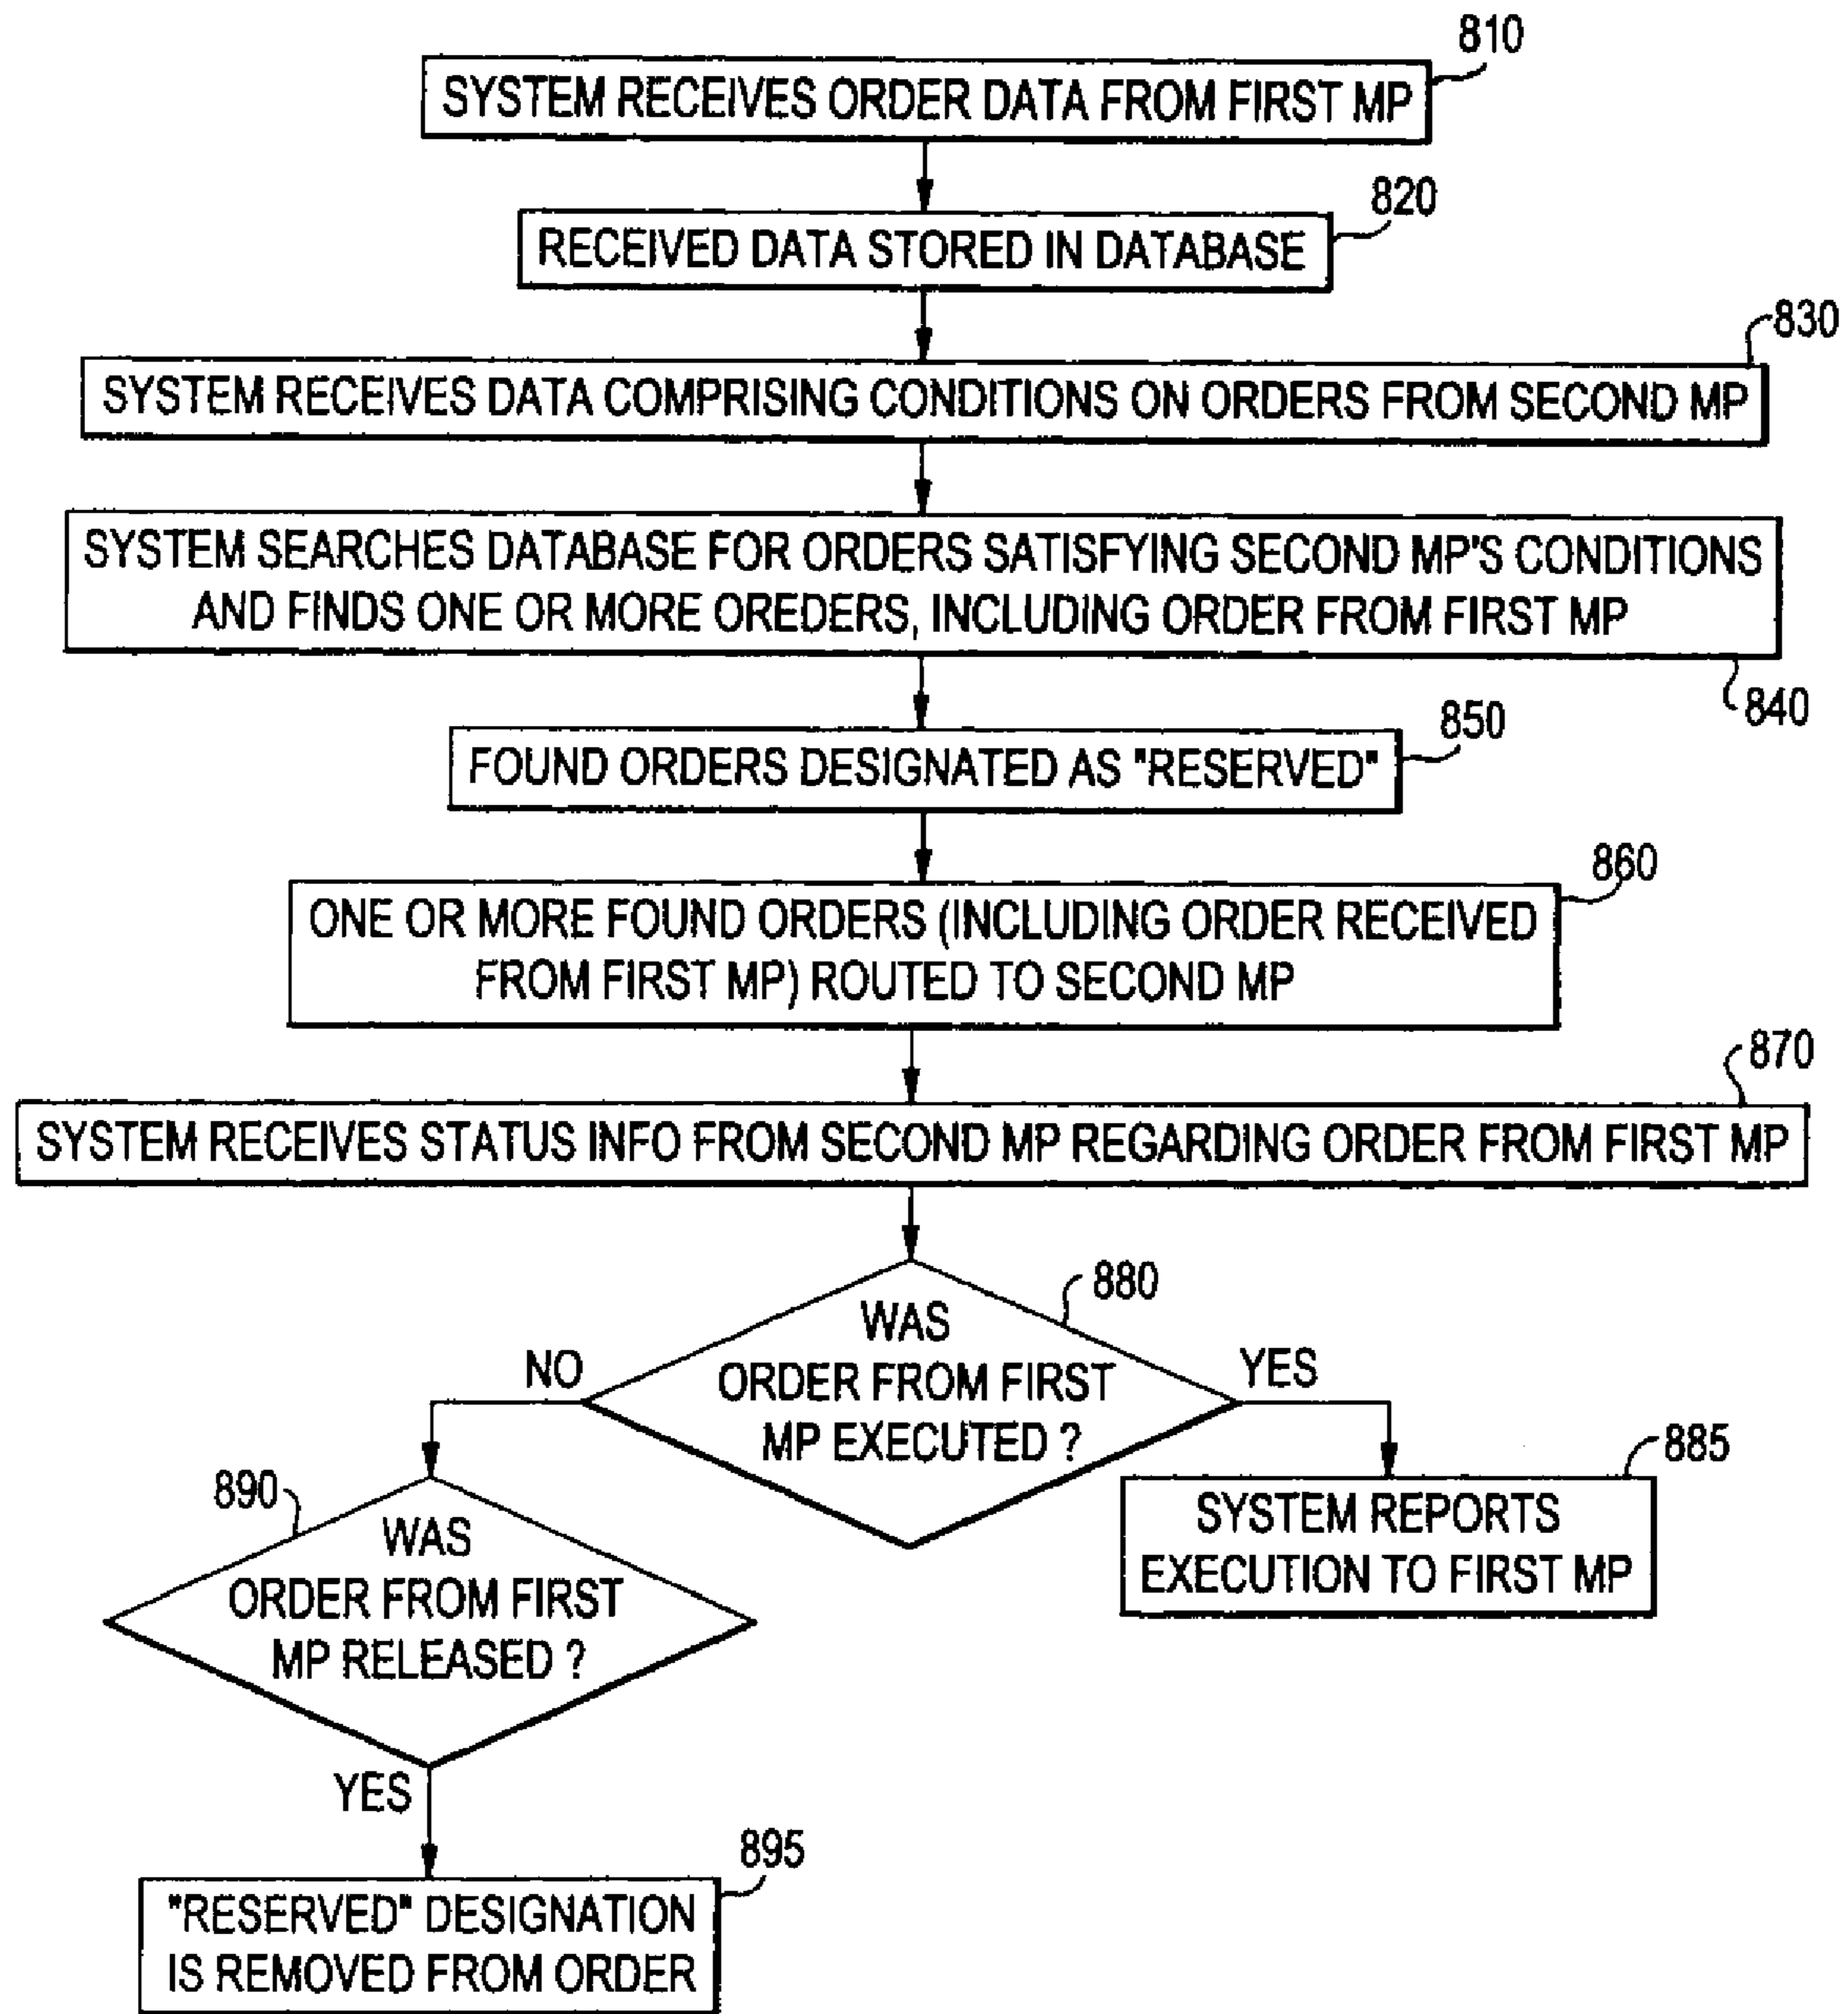 810
SYSTEM RECEIVES ORDER DATA FROM FIRST MP
820
RECEIVED DATA STORED IN DATABASE
830
SYSTEM RECEIVES DATA COMPRISING CONDITIONS ON ORDERS FROM SECOND MP
SYSTEM SEARCHES DATABASE FOR ORDERS SATISFYING SECOND MP'S CONDITIONS
AND FINDS ONE OR MORE OREDERS, INCLUDING ORDER FROM FIRST MP
840
850
FOUND ORDERS DESIGNATED AS "RESERVED"
860
ONE OR MORE FOUND ORDERS (INCLUDING ORDER RECEIVED
FROM FIRST MP) ROUTED TO SECOND MP
870
SYSTEM RECEIVES STATUS INFO FROM SECOND MP REGARDING ORDER FROM FIRST MP
880
WAS
ORDER FROM FIRST
MP EXECUTED ?
NO
YES
885
SYSTEM REPORTS
EXECUTION TO FIRST MP
890
WAS
ORDER FROM FIRST
MP RELEASED ?
YES
895
"RESERVED" DESIGNATION
IS REMOVED FROM ORDER